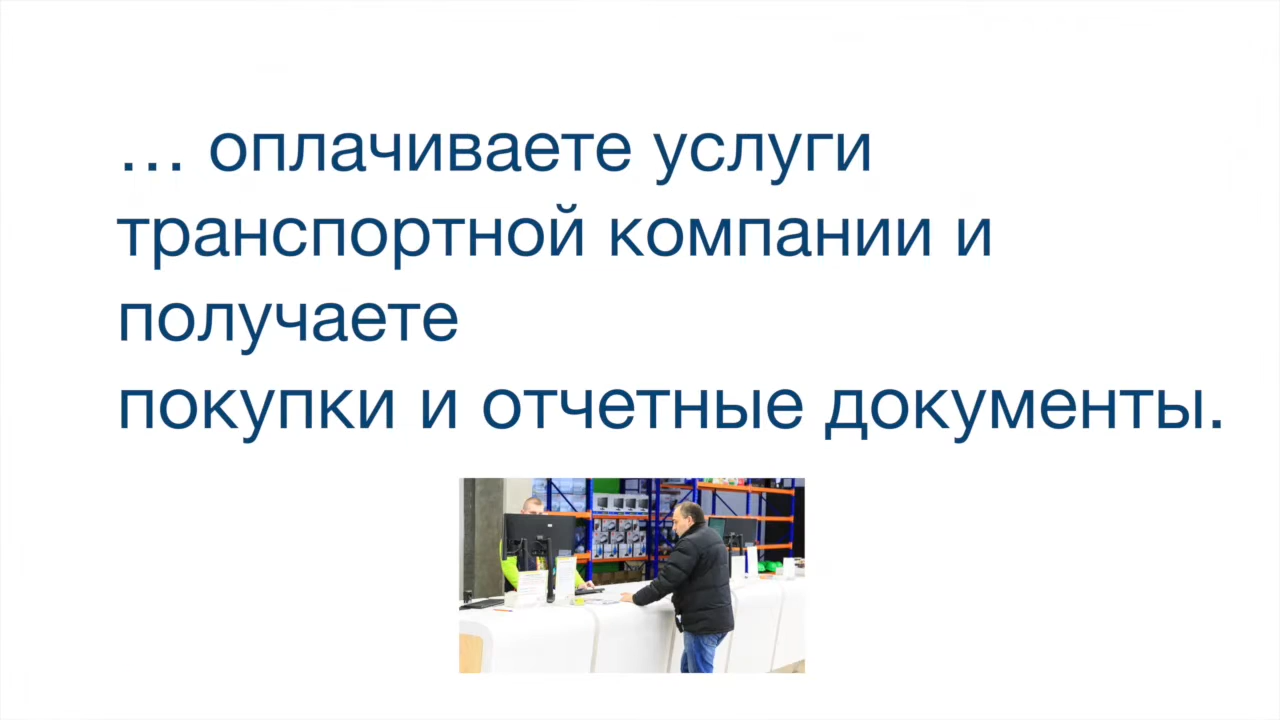 … оплачиваете услуги
транспортной компании и
получаете
покупки и отчетные документы.